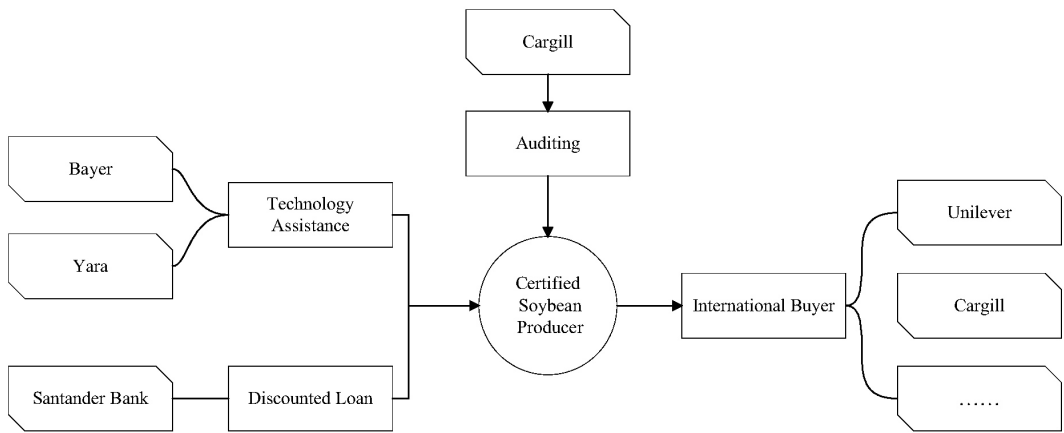 Cargill
Auditing
Bayer
Technology
Assistance
Yara
Santander Bank
Discounted Loan
Certified
Soybean
Producer
International Buyer
Unilever
Cargill
……